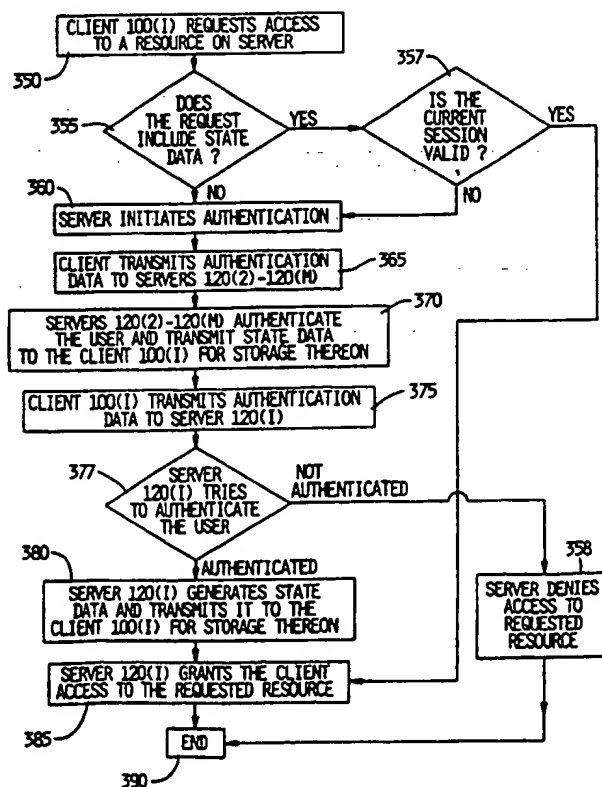 CLIENT 100(I) REQUESTS ACCESS
TO A RESOURCE ON SERVER
350
357
DOES
THE REQUEST
INCLUDE STATE
DATA ?
355
YES
IS THE
CURRENT
SESSION
VALID ?
YES
NO
NO
360
SERVER INITIATES AUTHENTICATION
CLIENT TRANSMITS AUTHENTICATION
DATA TO SERVERS 120(2)-120(M)
365
370
SERVERS 120(2)-120(M) AUTHENTICATE
THE USER AND TRANSMIT STATE DATA
TO THE CLIENT 100(I) FOR STORAGE THEREON
CLIENT 100(I) TRANSMITS AUTHENTICATION
DATA TO SERVER 120(I)
375
377
SERVER
120(I) TRIES
TO AUTHENTICATE
THE USER
NOT
AUTHENTICATED
AUTHENTICATED
380
SERVER 120(I) GENERATES STATE
DATA AND TRANSMITS IT TO THE
CLIENT 100(I) FOR STORAGE THEREON
358
SERVER DENIES
ACCESS TO
REQUESTED
RESOURCE
SERVER 120(I) GRANTS THE CLIENT
ACCESS TO THE REQUESTED RESOURCE
385
END
390